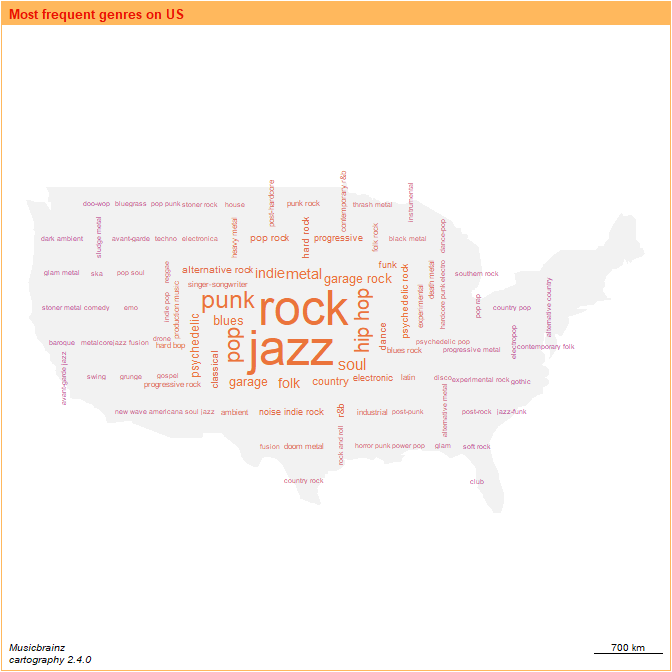 Most frequent genres on US
post-hardcore
contemporary r&b
instrumental
doo-wop bluegrass pop punk stoner rock house punk rock thrash metal
dark ambient sludge metal avant-garde techno electronica heavy metal pop rock hard rock progressive folk rock black metal dance-pop
glam metal ska pop soul reggae alternative rock indie metal garage rock funk psychedelic rock death metal electro southern rock
singer-songwriter
stoner metal comedy emo indie pop production music punk rock hip hop experimental hardcore punk pop rap country pop alternative country
blues
baroque metalcore jazz fusion drone hard bop psychedelic pop jazz dance blues rock psychedelic pop progressive metal electropop contemporary folk
avant-garde jazz swing grunge gospel classical soul electronic latin disco experimental rock gothic
progressive rock garage folk country
new wave americana soul jazz ambient noise indie rock r&b industrial post-punk alternative metal post-rock jazz-funk
fusion doom metal rock and roll horror punk power pop glam soft rock
country rock club
Musicbrainz
700 km
cartography 2.4.0